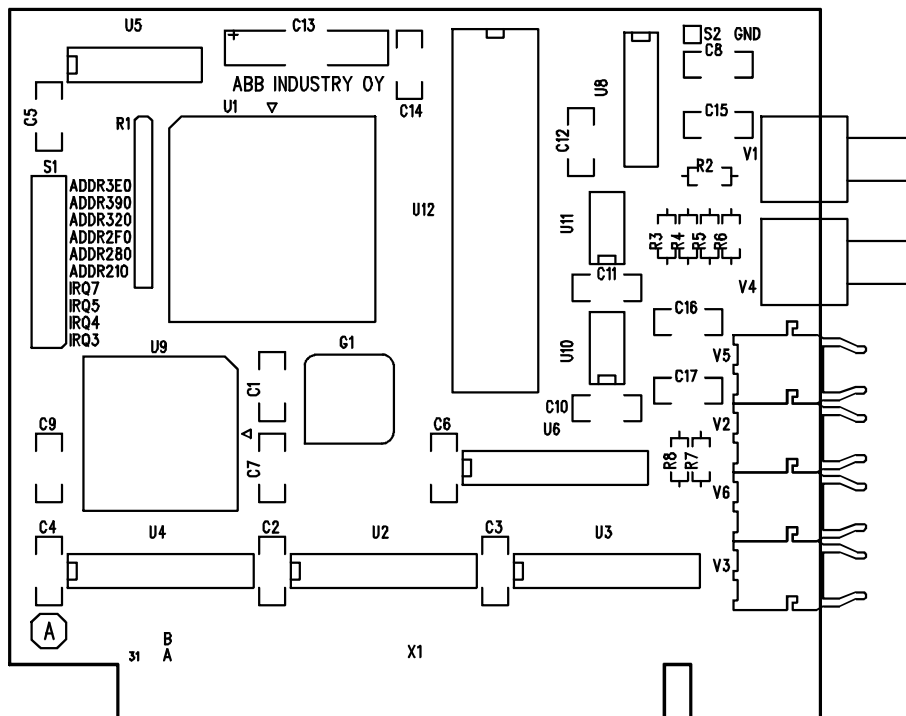 U5
C13
S2 GND
C8
+
ABB INDUSTRY OY
U8
C5
U1
C14
C15
R1
C12
V1
S1
R2
ADDR3E0
ADDR390
ADDR320
ADDR2F0
ADDR280
ADDR210
IRQ7
IRQ5
IRQ4
IRQ3
U12
U11
R3
R4
R5
R6
C11
V4
C16
U9
G1
U10
V5
C1
C17
C10
C9
C6
U6
V2
C7
R8
R7
V6
C4
U4
C2
U2
C3
U3
V3
A
B
31 A
X1